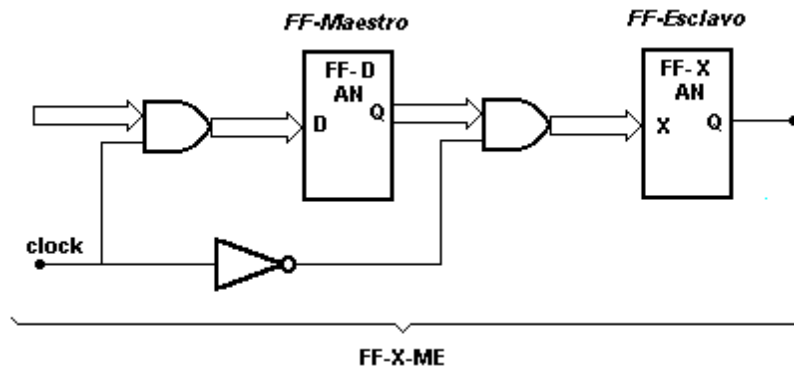 FF-Maestro
FF-Esclavo
FF- D
AN
D
Q
FF- X
AN
X
Q
clock
FF-X-ME